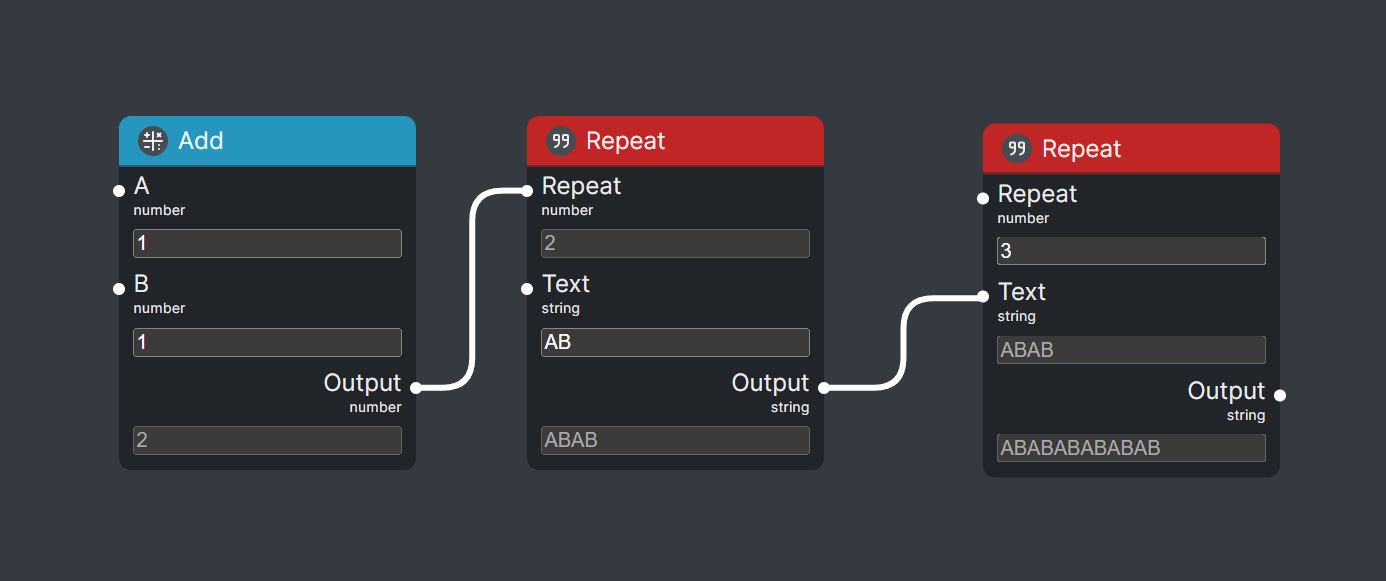 Add
A
number
1
B
number
1
Output
number
2
Repeat
Repeat
number
2
Text
string
AB
Output
string
ABAB
Repeat
Repeat
number
3
Text
string
ABAB
Output
string
ABABABABABAB